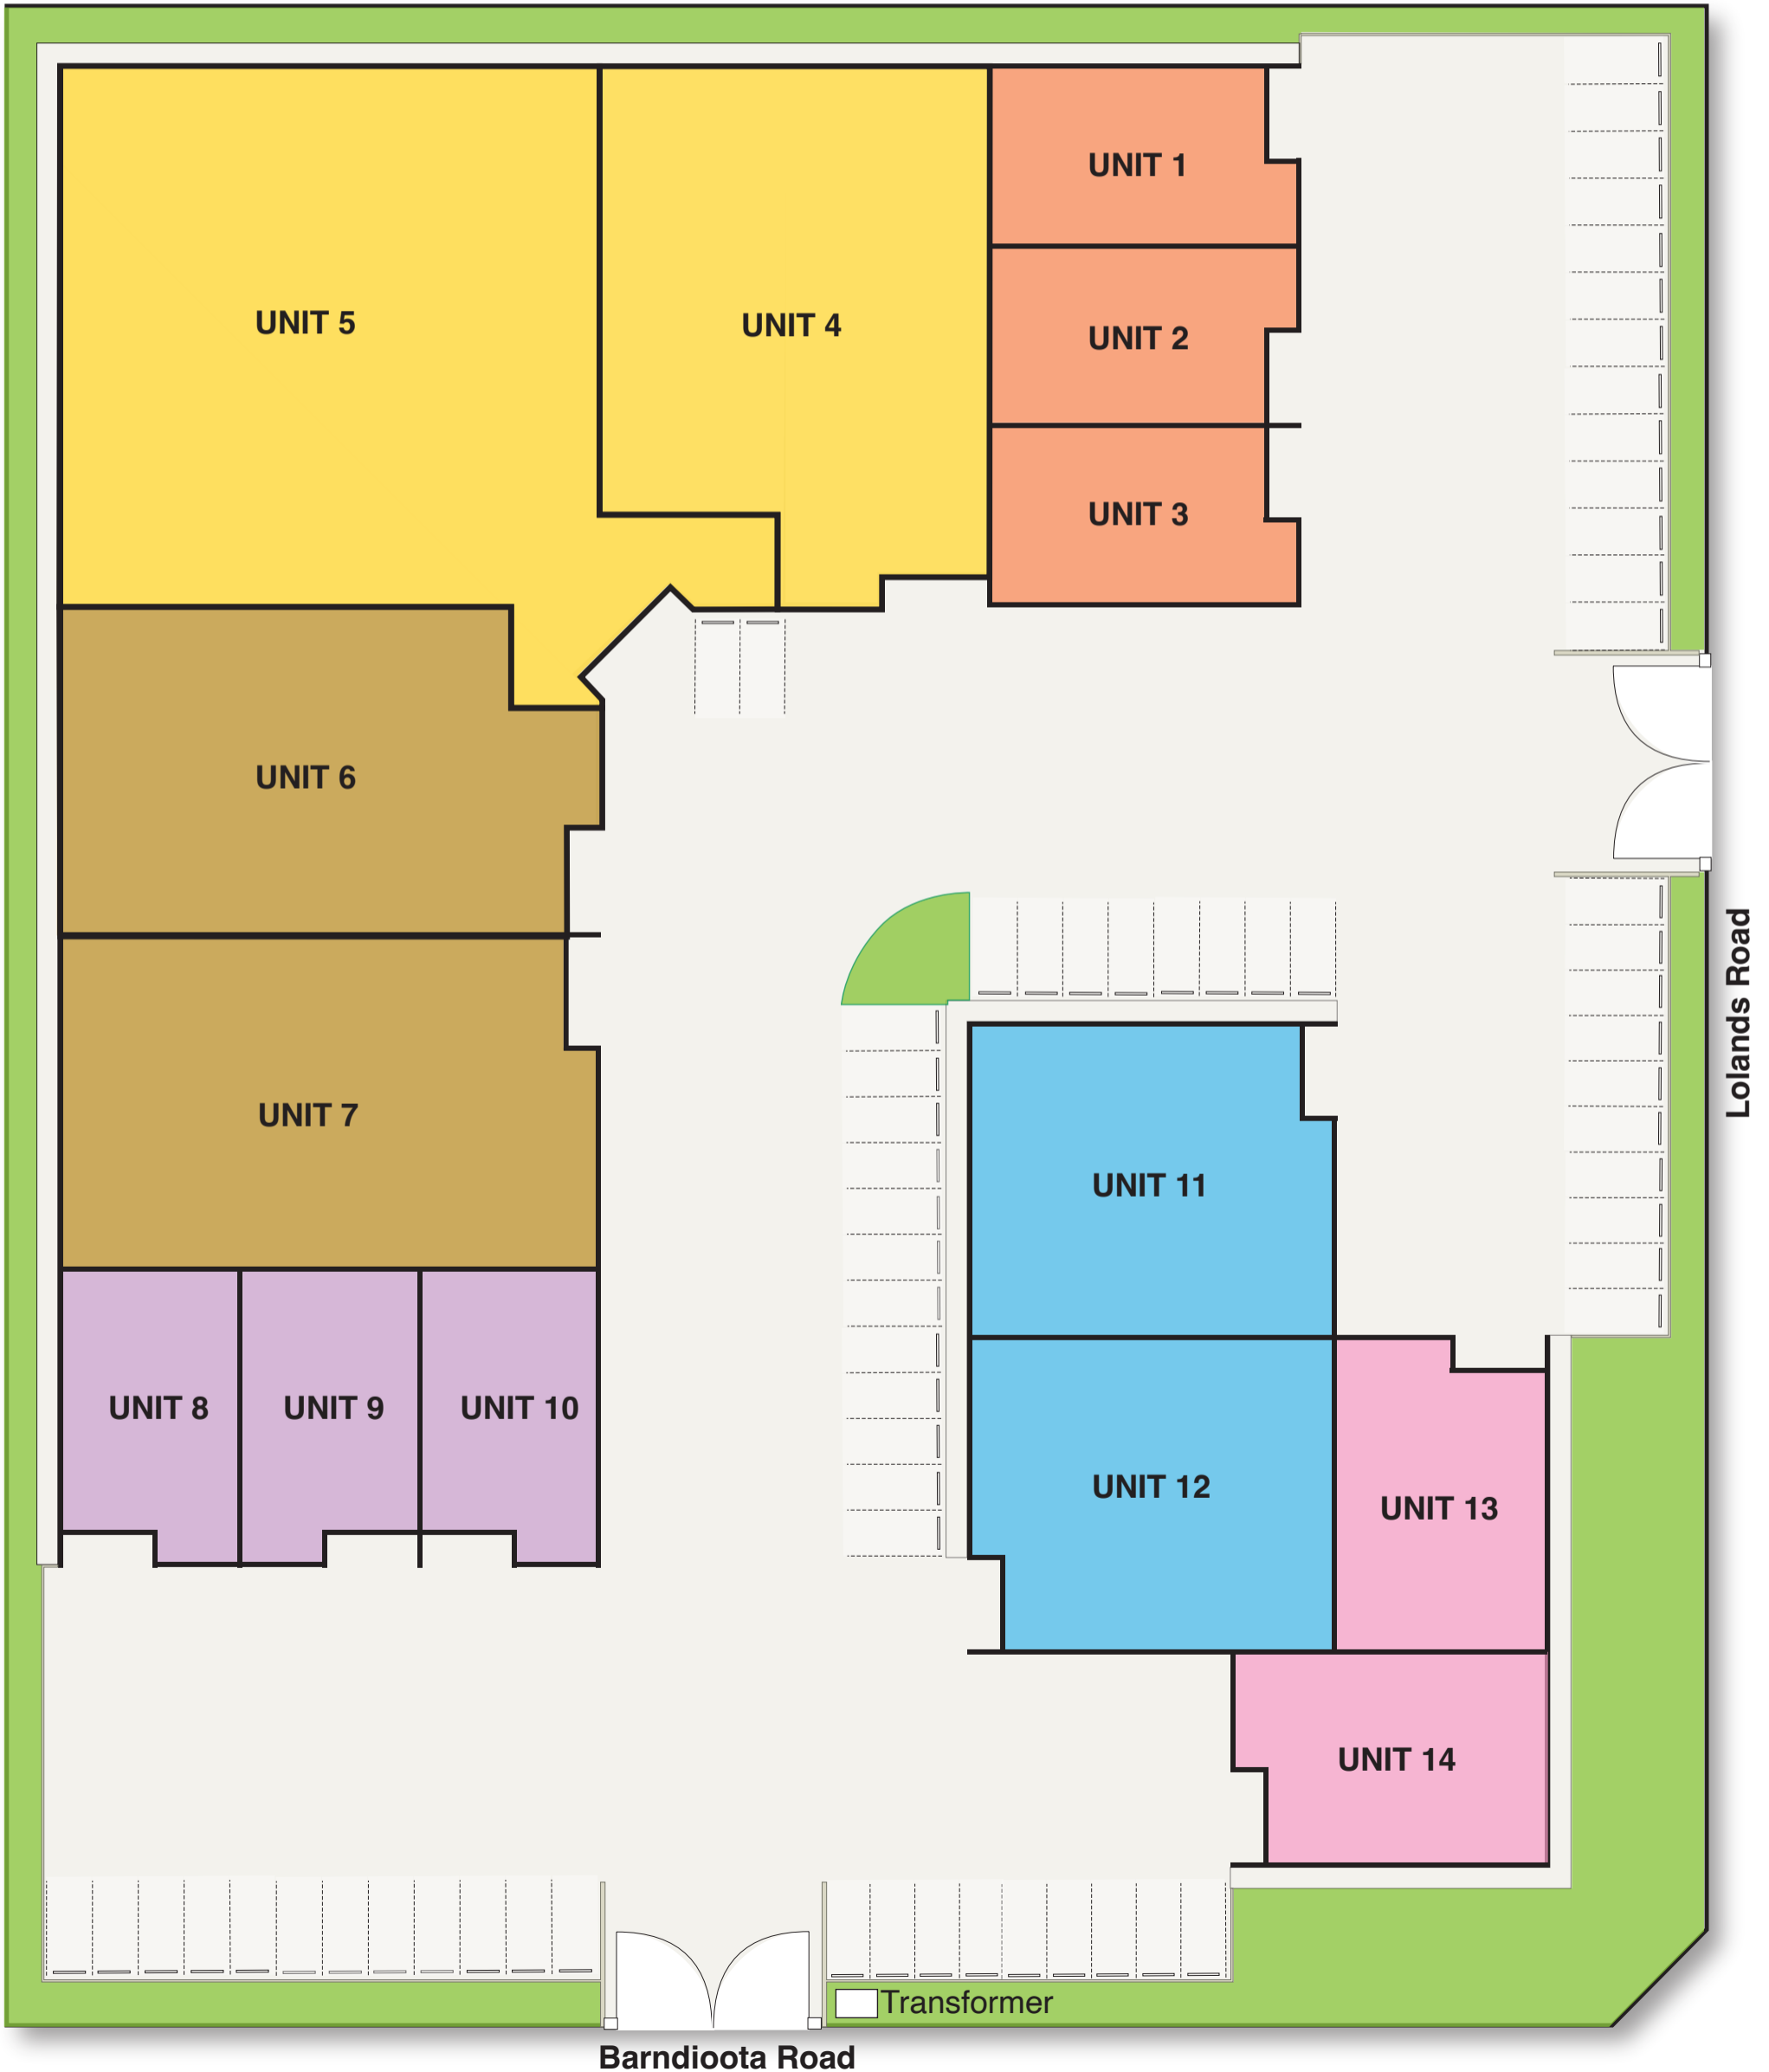 UNIT 1
UNIT 5
UNIT 4
UNIT 2
UNIT 3
UNIT 6
Lolands Road
UNIT 7
UNIT 11
UNIT 8
UNIT 9
UNIT 10
UNIT 12
UNIT 13
UNIT 14
Transformer
Barndioota Road